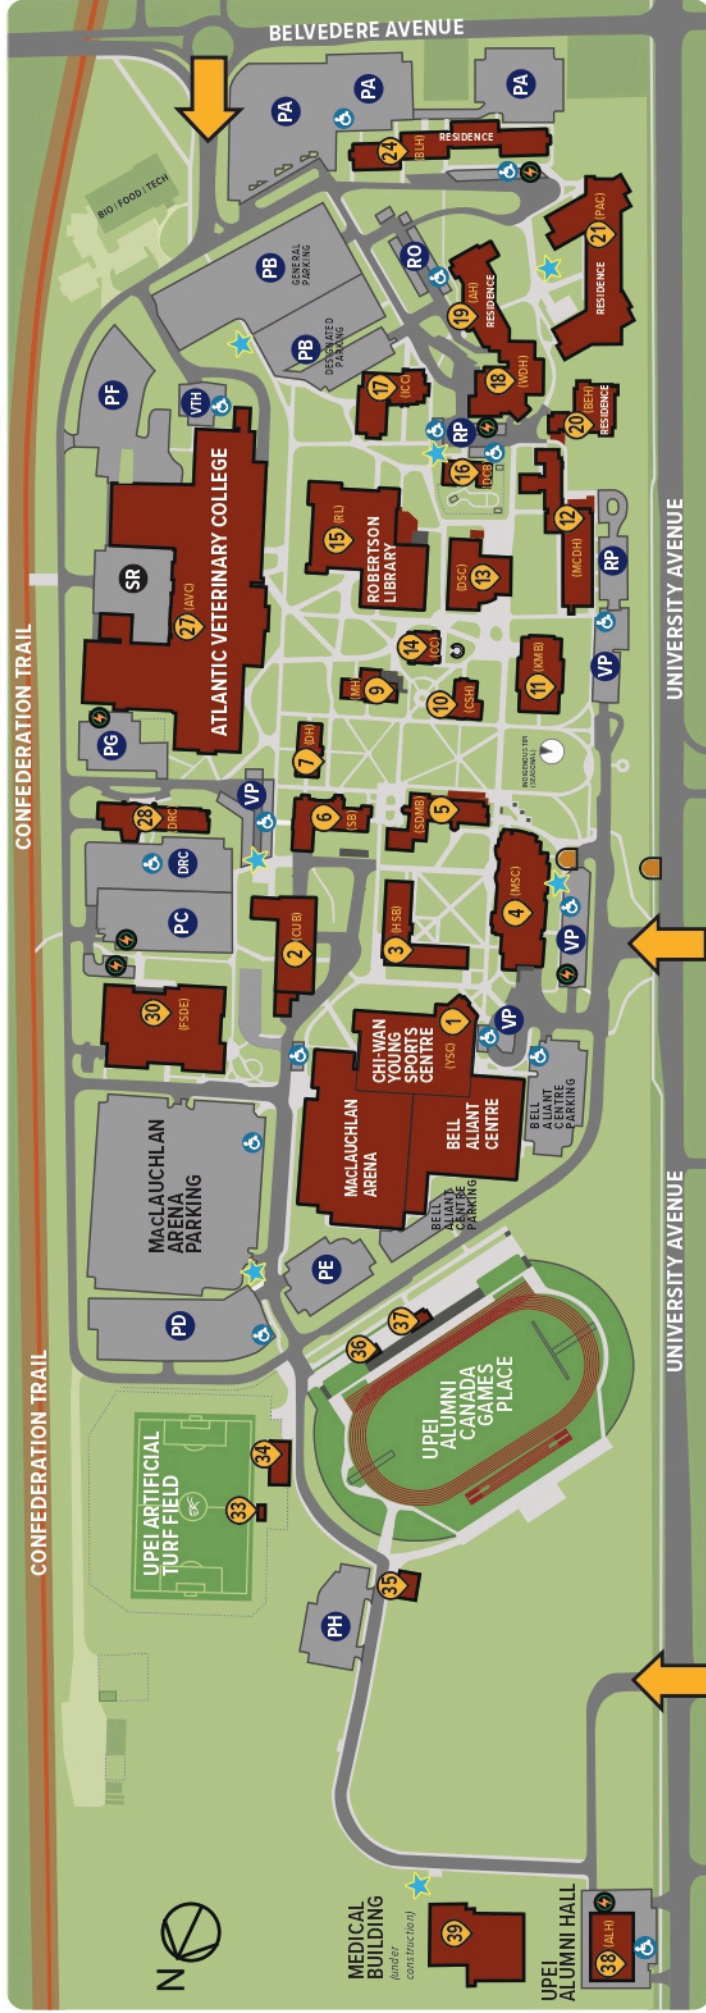 BELVEDERE AVENUE
PA
PA
PA
24
(BLH)
RESIDENCE
BIO | FOOD | TECH
21
(PAC)
RESIDENCE
PB
GENERAL
PARKING
RO
PB
DESIGNATED
PARKING
19
(AH)
RESIDENCE
PF
VTH
17
(ICC)
18
(WDH)
RP
20
(BEH)
RESIDENCE
16
(DCB)
12
(MCDH)
15
(RL)
ROBERTSON
LIBRARY
(DSC)
13
SR
27
(AVC)
ATLANTIC VETERINARY COLLEGE
RP
VP
UNIVERSITY AVENUE
CONFEDERATION TRAIL
14
(CC)
(MH)
9
10
(CSH)
11
(KMB)
PG
7
(DH)
INDIGENOUS TIPI
(SEASONAL)
28
(DRC)
VP
6
(SB)
(SDMB)
5
DRC
PC
2
(CUB)
3
(HSB)
4
(MSC)
VP
30
(FSDE)
CHI-WAN
YOUNG
SPORTS
CENTRE
1
(YSC)
VP
MACLAUCHLAN
ARENA
BELL
ALIANT
CENTRE
BELL
ALIANT
CENTRE
PARKING
MacLAUCHLAN
ARENA
PARKING
BELL
ALIANT
CENTRE
PARKING
UNIVERSITY AVENUE
PE
PD
CONFEDERATION TRAIL
37
36
UPEI
ALUMNI
CANADA
GAMES
PLACE
UPEI ARTIFICIAL
TURF FIELD
34
33
35
PH
N
MEDICAL
BUILDING
(under
construction)
39
UPEI
ALUMNI HALL
38
(ALH)